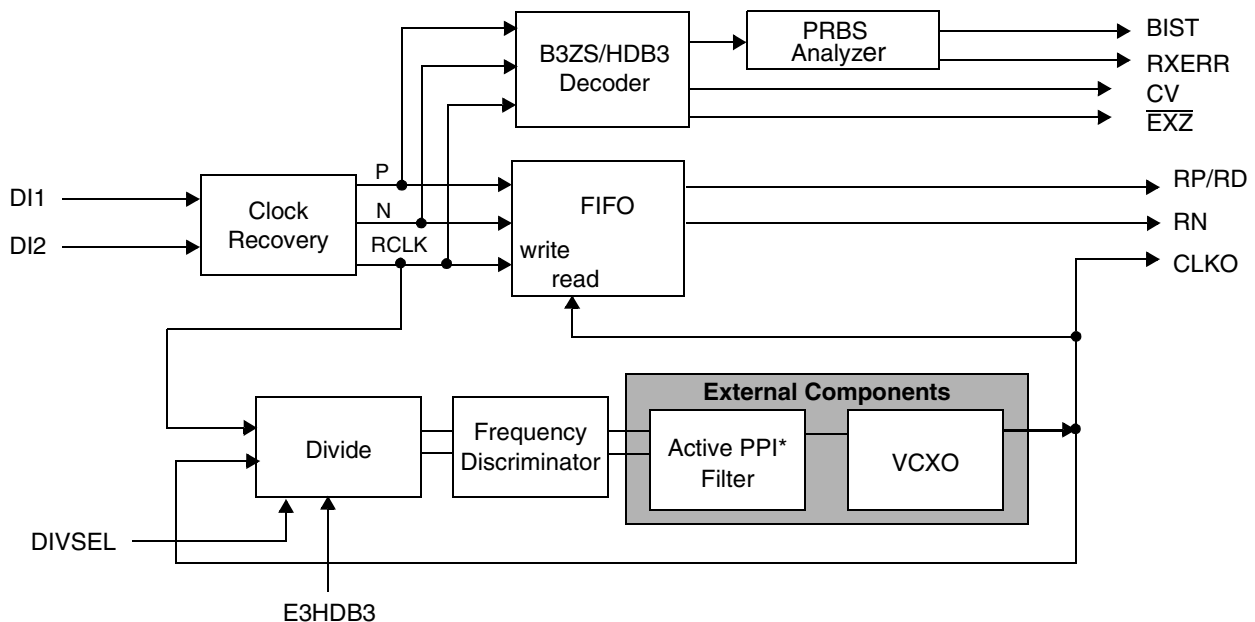 B3ZS/HDB3
Decoder
PRBS
Analyzer
BIST
RXERR
CV
EXZ
DI1
DI2
Clock
Recovery
P
N
RCLK
FIFO
write
read
RP/RD
RN
CLKO
External Components
Divide
Frequency
Discriminator
Active PPI*
Filter
VCXO
DIVSEL
E3HDB3